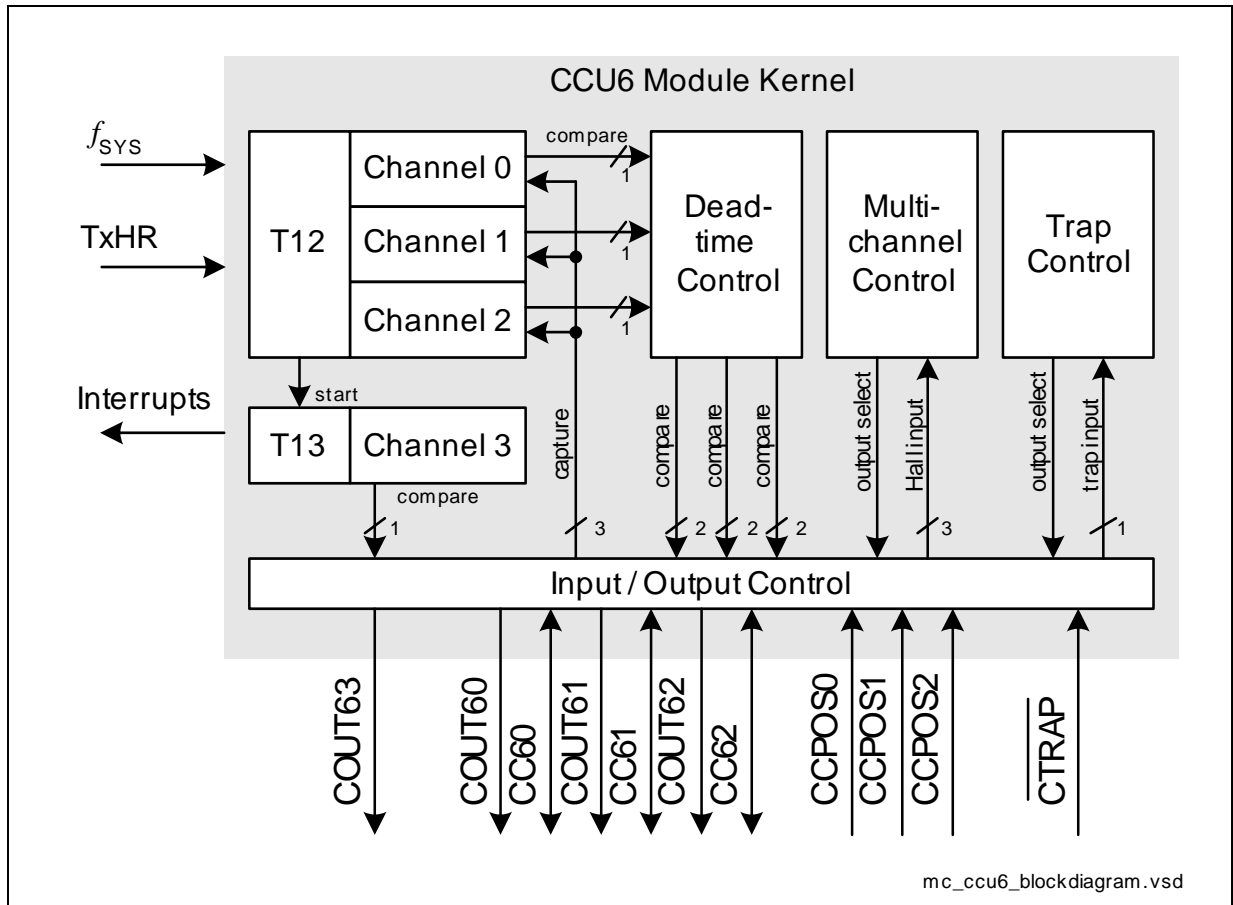 CCU6 Module Kernel
fSYS
TxHR
Interrupts
T12
Channel 0
Channel 1
Channel 2
compare
1
1
1
Dead-
time
Control
Multi-
channel
Control
Trap
Control
start
T13
Channel 3
compare
1
capture
3
compare
2
compare
2
compare
2
output select
Hall input
3
output select
trap input
1
Input / Output Control
COUT63
COUT60
CC60
COUT61
CC61
COUT62
CC62
CCPOS0
CCPOS1
CCPOS2
CTRAP
mc_ccu6_blockdiagram.vsd